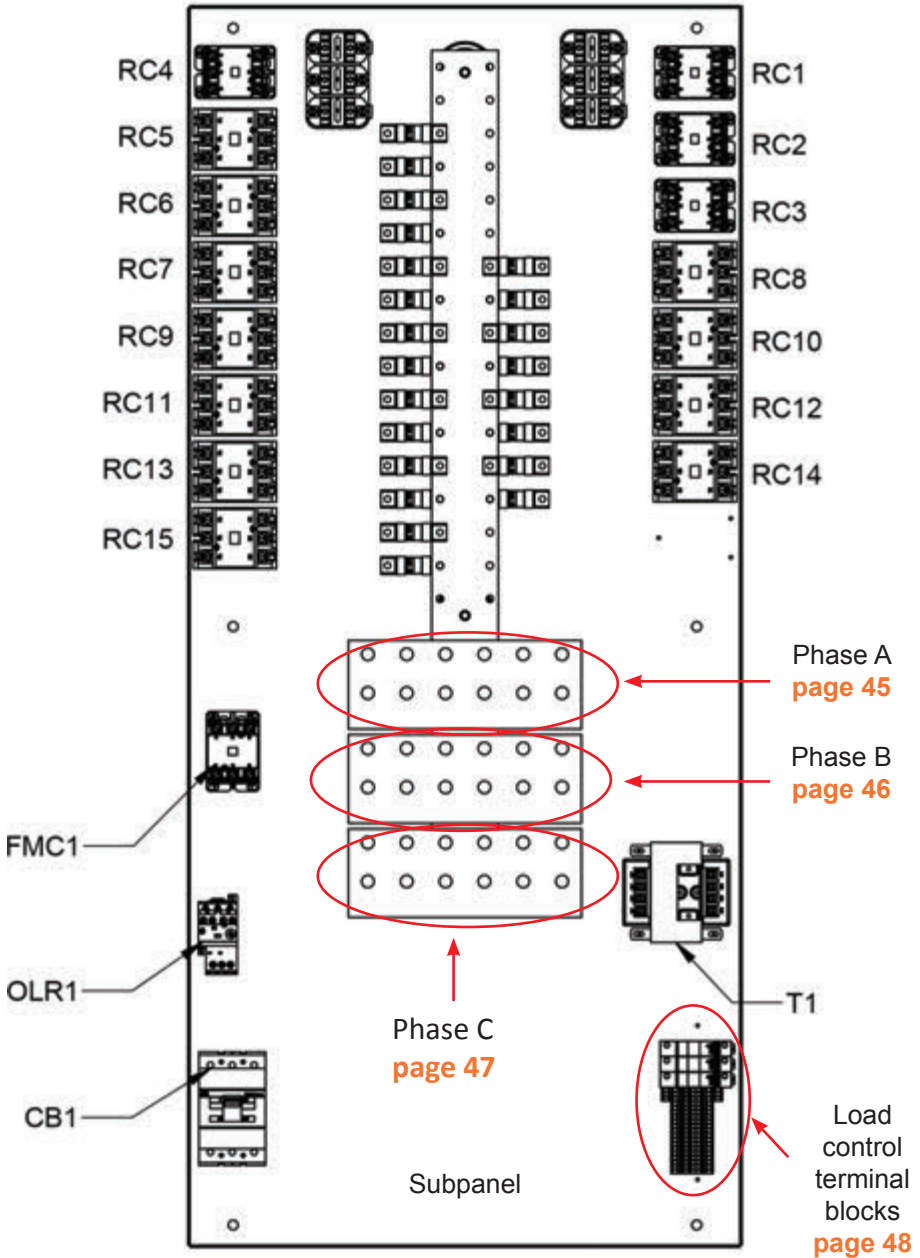 RC4
RC5
RC6
RC7
RC9
RC11
RC13
RC15
RC1
RC2
RC3
RC8
RC10
RC12
RC14
Phase A
page 45
Phase B
page 46
FMC1
OLR1
CB1
Phase C
page 47
T1
Subpanel
Load
control
terminal
blocks
page 48